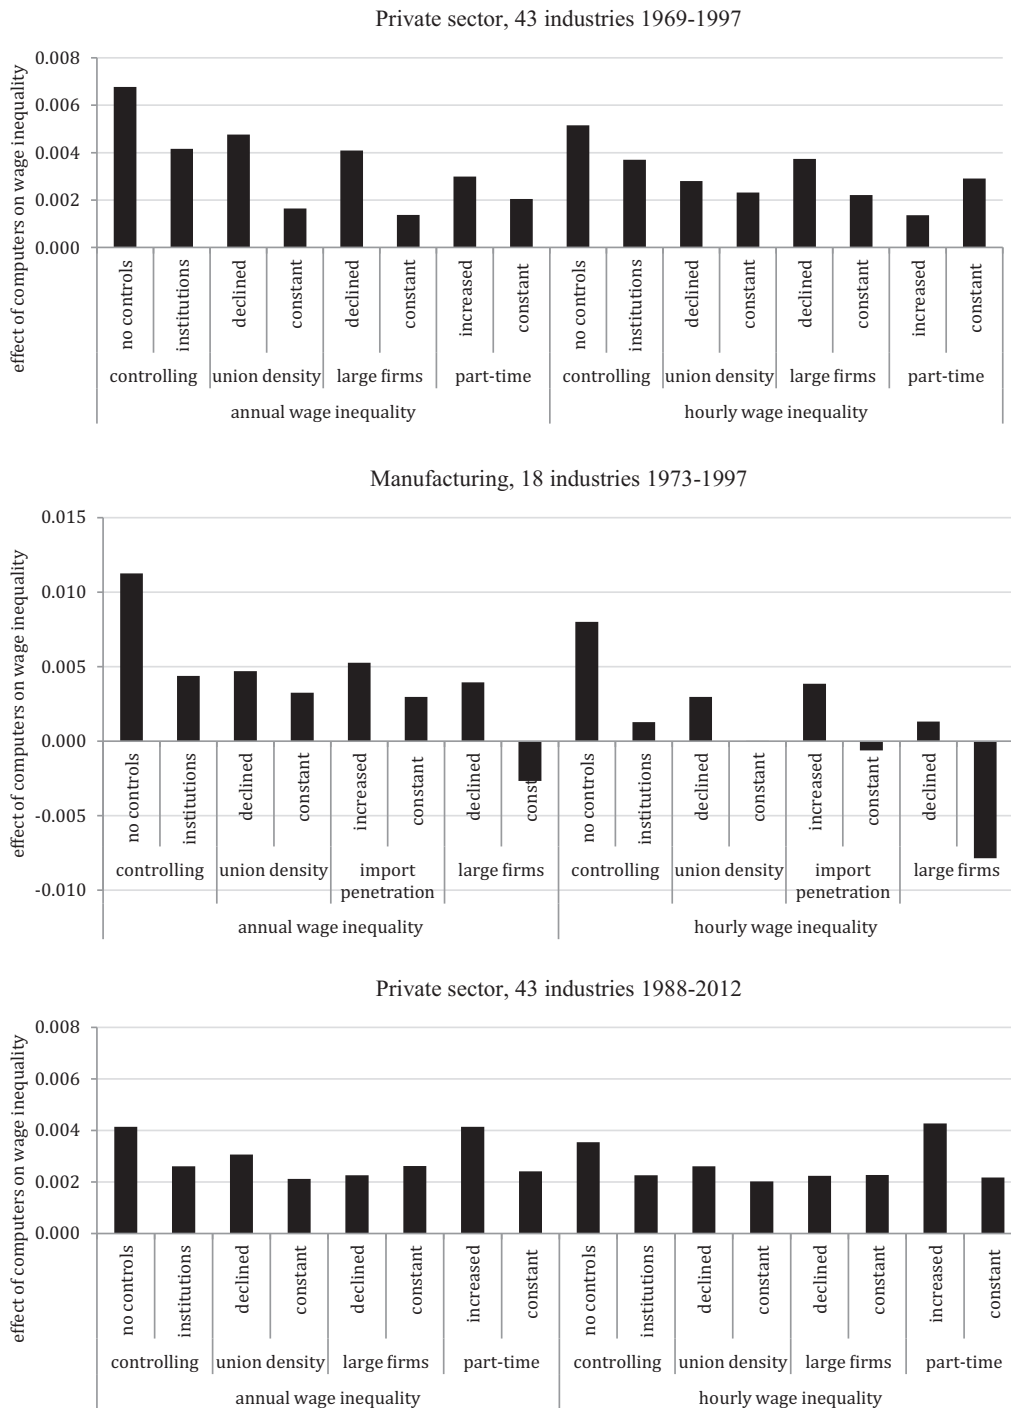 Private sector, 43 industries 1969-1997
effect of computers on wage inequality
0.008
0.006
0.004
0.002
0.000
no controls
institutions
declined
constant
declined
constant
increased
constant
no controls
institutions
declined
constant
declined
constant
increased
constant
controlling union density large firms part-time controlling union density large firms part-time
annual wage inequality hourly wage inequality
Manufacturing, 18 industries 1973-1997
effect of computers on wage inequality
0.015
0.010
0.005
0.000
-0.005
-0.010
no controls
institutions
declined
constant
increased
constant
declined
const
no controls
institutions
declined
constant
increased
constant
declined
controlling union density import penetration large firms controlling union density import penetration large firms
annual wage inequality hourly wage inequality
Private sector, 43 industries 1988-2012
effect of computers on wage inequality
0.008
0.006
0.004
0.002
0.000
no controls
institutions
declined
constant
declined
constant
increased
constant
no controls
institutions
declined
constant
declined
constant
increased
constant
controlling union density large firms part-time controlling union density large firms part-time
annual wage inequality hourly wage inequality